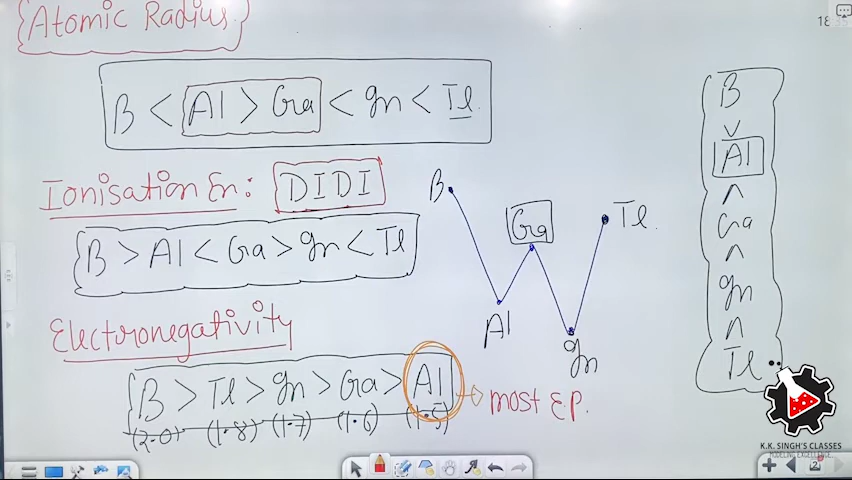 Atomic Radius
B < Al > Ga < In < Tl
Ionisation En: DIDI
B > Al < Ga > In < Tl
B
Al
Ga
In
Tl
Electronegativity
B > Tl > In > Ga > Al
(2.0) (1.8) (1.7) (1.6) (1.5)
most EP.
B
∨
Al
∧
Ga
∧
In
∧
Tl
K.K. SINGH'S CLASSES